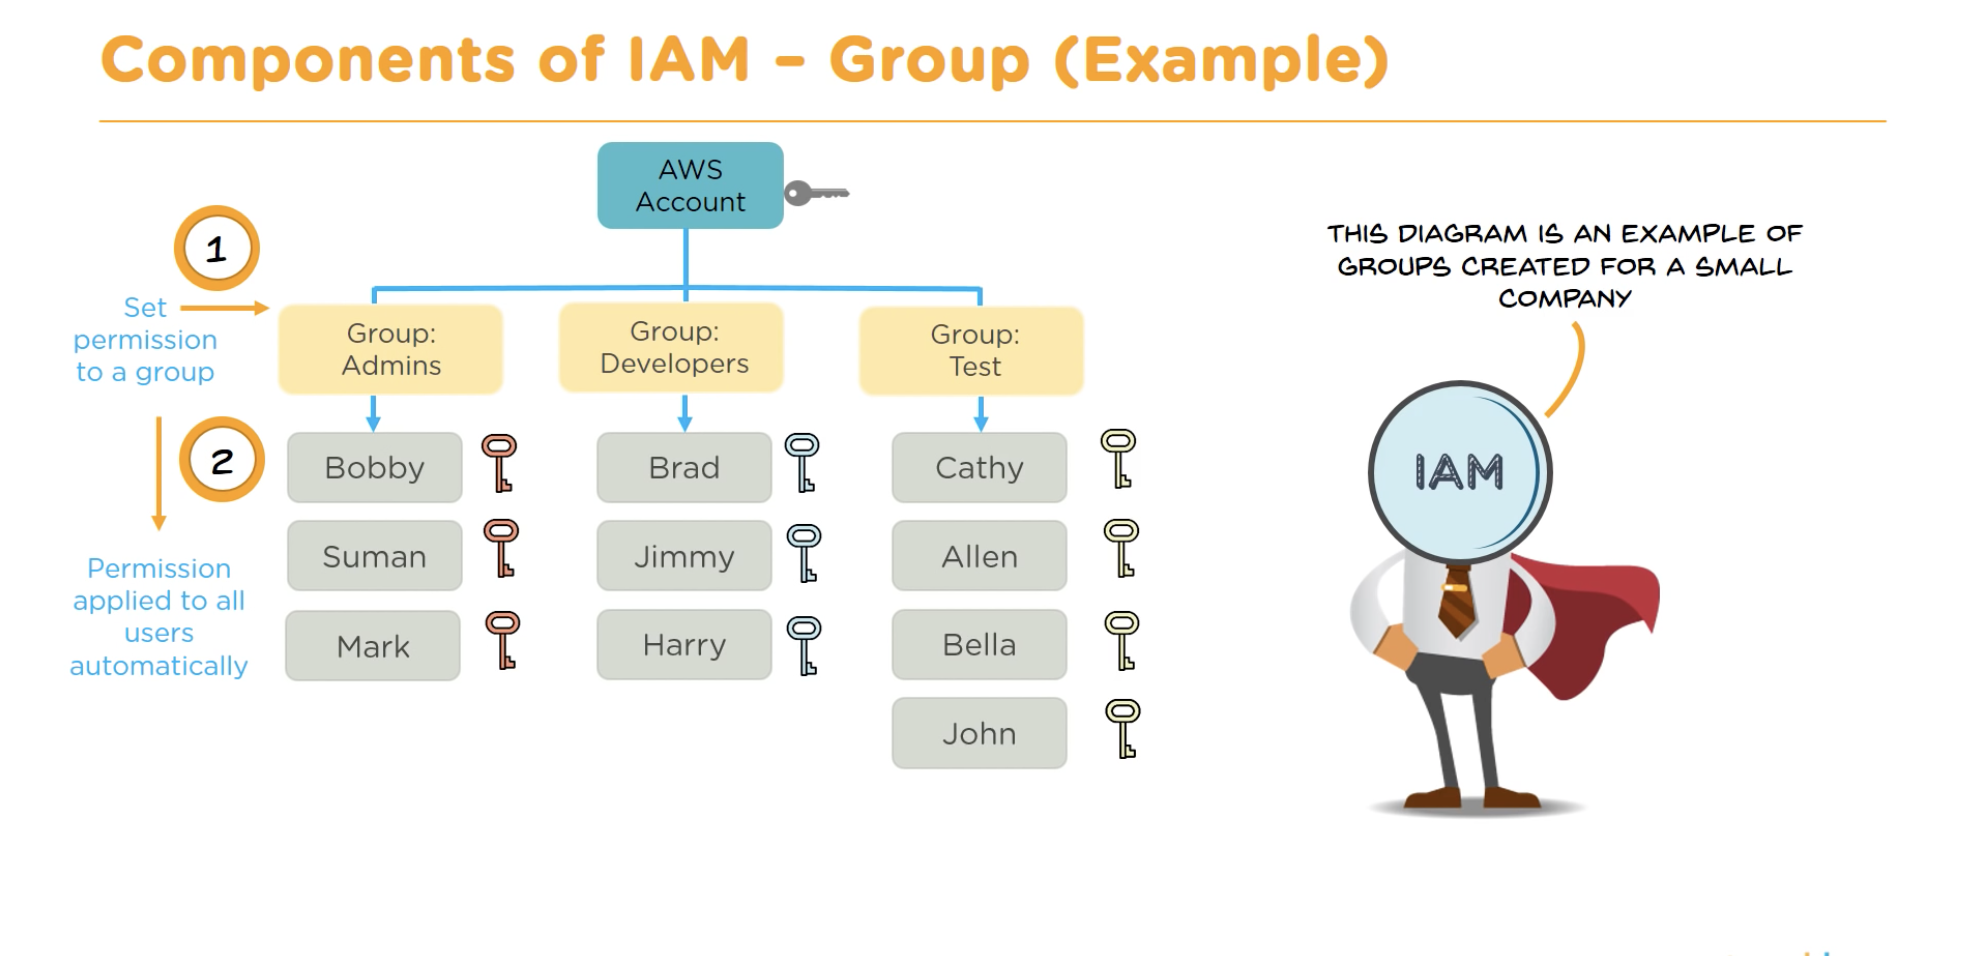 Components of IAM – Group (Example)
AWS
Account
1
Set
permission
to a group
THIS DIAGRAM IS AN EXAMPLE OF
GROUPS CREATED FOR A SMALL
COMPANY
Group:
Admins
Group:
Developers
Group:
Test
2
Permission
applied to all
users
automatically
Bobby
Suman
Mark
Brad
Jimmy
Harry
Cathy
Allen
Bella
John
IAM